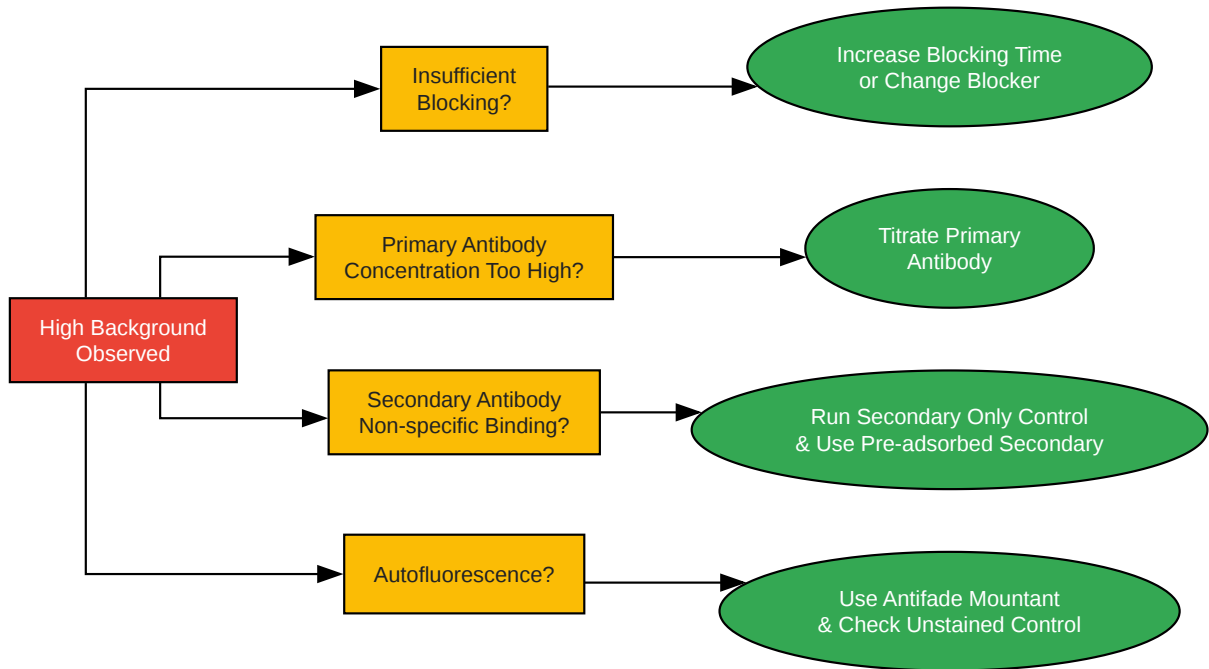 High Background
Observed
Insufficient
Blocking?
Increase Blocking Time
or Change Blocker
Primary Antibody
Concentration Too High?
Titrate Primary
Antibody
Secondary Antibody
Non-specific Binding?
Run Secondary Only Control
& Use Pre-adsorbed Secondary
Autofluorescence?
Use Antifade Mountant
& Check Unstained Control